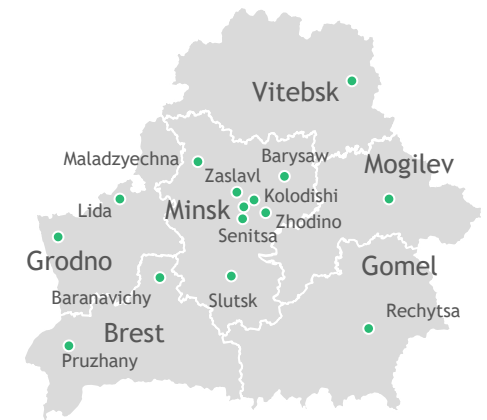 Vitebsk
Maladzyechna
Barysaw
Mogilev
Zaslavl
Kolodishi
Lida
Minsk
Zhodino
Senitsa
Grodno
Gomel
Baranavichy
Slutsk
Rechytsa
Brest
Pruzhany